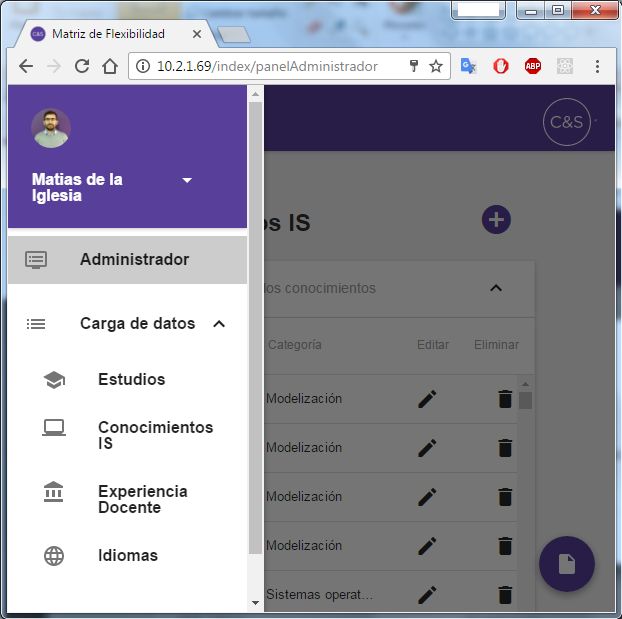 C&S Matriz de Flexibilidad
10.2.1.69/index/panelAdministrador
ABP
C&S
Matias de la
Iglesia
Administrador
Carga de datos
Estudios
Conocimientos
IS
Experiencia
Docente
Idiomas
os IS
los conocimientos
Categoría Editar Eliminar
Modelización
Modelización
Modelización
Modelización
Sistemas operat...